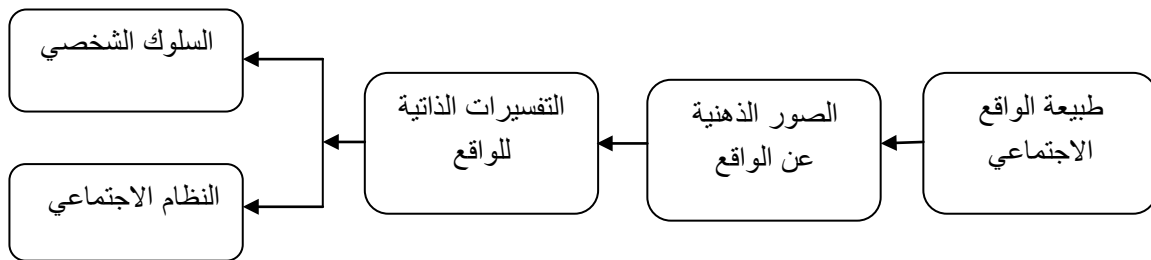 طبيعة الواقع
الاجتماعي
الصور الذهنية
عن الواقع
التفسيرات الذاتية
للواقع
السلوك الشخصي
النظام الاجتماعي